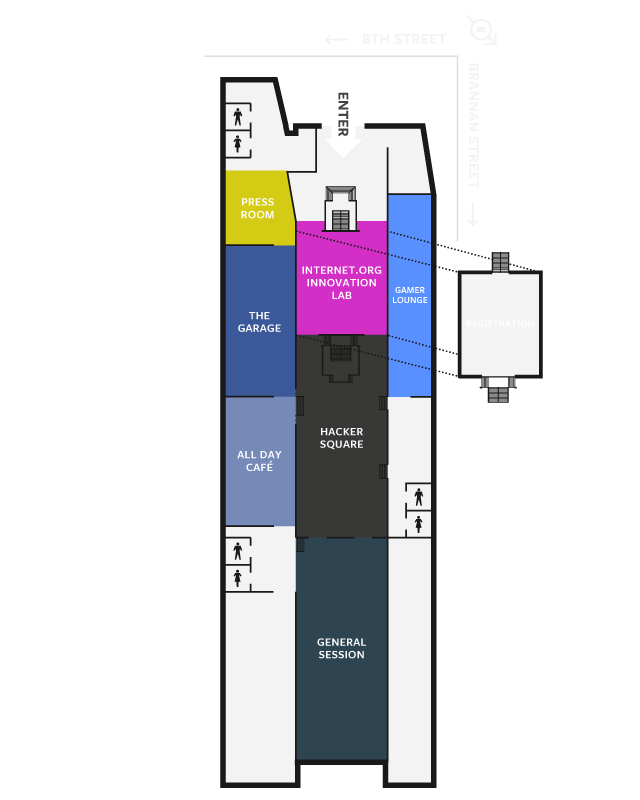 8TH STREET
BRANNAN STREET
ENTER
PRESS
ROOM
INTERNET.ORG
INNOVATION
LAB
GAMER
LOUNGE
THE
GARAGE
REGISTRATION
HACKER
SQUARE
ALL DAY
CAFÉ
GENERAL
SESSION